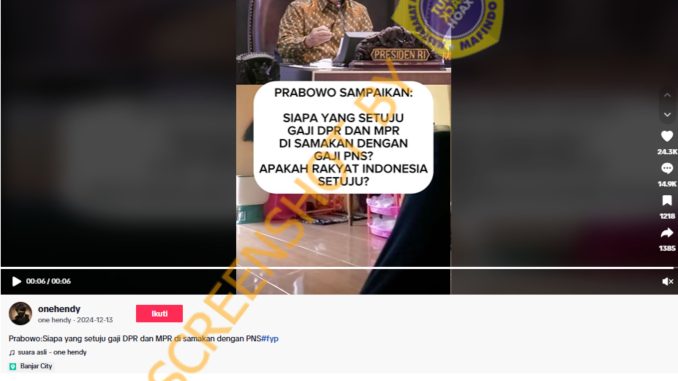 TURN
HOAX
MAFINDO
PRESIDEN RI
PRABOWO SAMPAIKAN:
SIAPA YANG SETUJU
GAJI DPR DAN MPR
DI SAMAKAN DENGAN
GAJI PNS?
APAKAH RAKYAT INDONESIA
SETUJU?
SCREENSHOT BY
24.3K
14.9K
1218
1385
00:06 / 00:06
onehendy
one hendy · 2024-12-13
Ikuti
Prabowo:Siapa yang setuju gaji DPR dan MPR di samakan dengan PNS#fyp
suara asli - one hendy
Banjar City